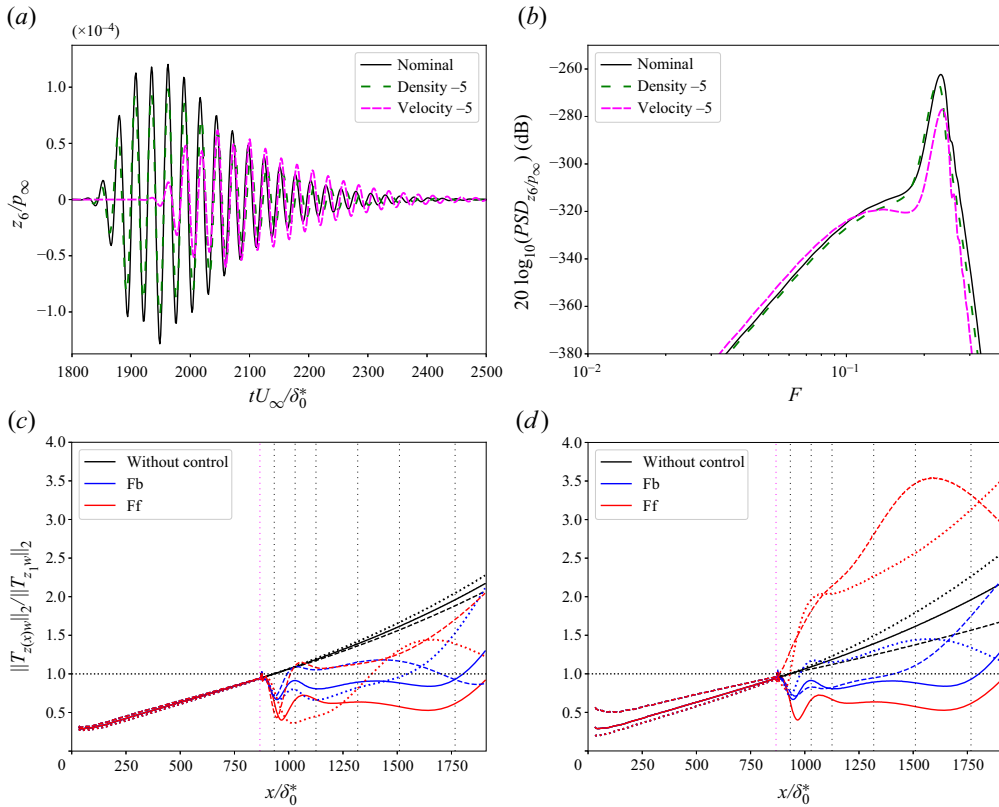 (a)
(×10⁻⁴)
1.0
0.5
0
−0.5
−1.0
z₆/p∞
Nominal
Density –5
Velocity –5
1800 1900 2000 2100 2200 2300 2400 2500
tU∞/δ₀*
(b)
−260
−280
−300
−320
−340
−360
−380
20 log₁₀(PSD_{z₆/p∞}) (dB)
Nominal
Density –5
Velocity –5
10⁻² 10⁻¹
F
(c)
4.0
3.5
3.0
2.5
2.0
1.5
1.0
0.5
||T_{z(x)w}||₂/||T_{z₁w}||₂
Without control
Fb
Ff
0 250 500 750 1000 1250 1500 1750
x/δ₀*
(d)
4.0
3.5
3.0
2.5
2.0
1.5
1.0
0.5
Without control
Fb
Ff
0 250 500 750 1000 1250 1500 1750
x/δ₀*